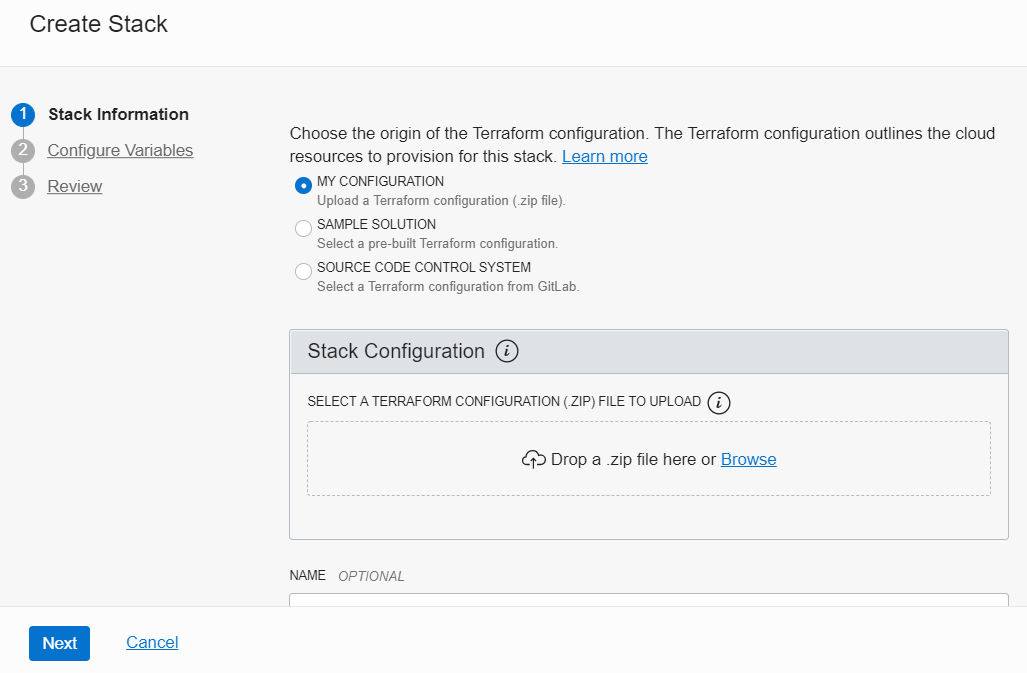 Create Stack
1 Stack Information
2 Configure Variables
3 Review
Choose the origin of the Terraform configuration. The Terraform configuration outlines the cloud
resources to provision for this stack. Learn more
MY CONFIGURATION
Upload a Terraform configuration (.zip file).
SAMPLE SOLUTION
Select a pre-built Terraform configuration.
SOURCE CODE CONTROL SYSTEM
Select a Terraform configuration from GitLab.
Stack Configuration i
SELECT A TERRAFORM CONFIGURATION (.ZIP) FILE TO UPLOAD i
Drop a .zip file here or Browse
NAME OPTIONAL
Next Cancel